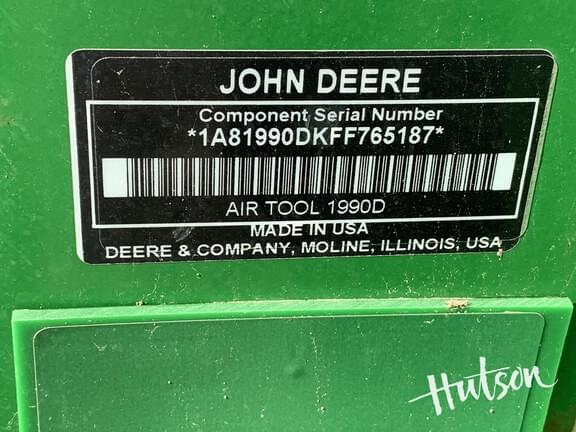 JOHN DEERE
Component Serial Number
*1A81990DKFF765187*
AIR TOOL 1990D
MADE IN USA
DEERE & COMPANY, MOLINE, ILLINOIS, USA
Hutson